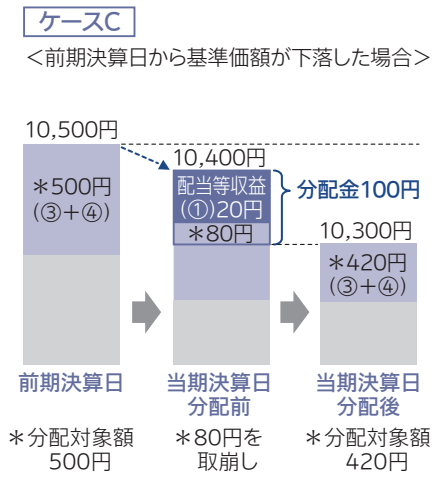 ケースC
＜前期決算日から基準価額が下落した場合＞
10,500円
＊500円
(③＋④)
10,400円
配当等収益
(①)20円
＊80円
分配金100円
10,300円
＊420円
(③＋④)
前期決算日
当期決算日
分配前
当期決算日
分配後
＊分配対象額
500円
＊80円を
取崩し
＊分配対象額
420円